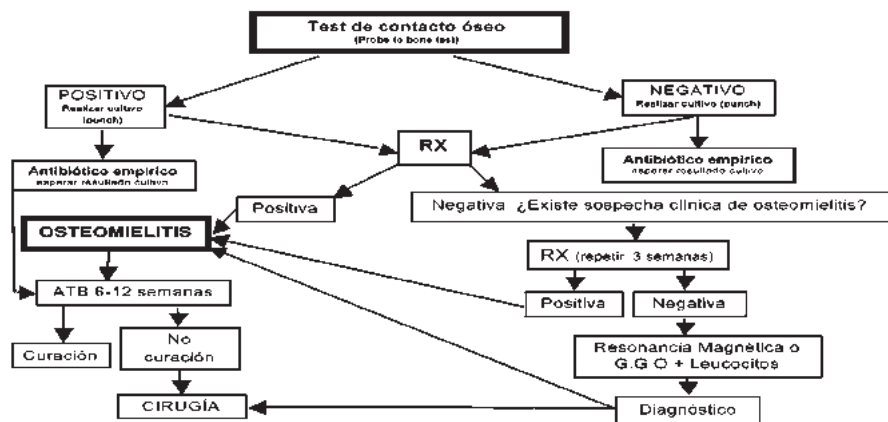 Test de contacto óseo
(Probe to bone test)
POSITIVO
Realizar cultivo
(punch)
NEGATIVO
Realizar cultivo (punch)
RX
Antibiótico empírico
esperar resultado cultivo
Antibiótico empírico
esperar resultado cultivo
Positiva
Negativa ¿Existe sospecha clínica de osteomielitis?
OSTEOMIELITIS
RX (repetir 3 semanas)
ATB 6-12 semanas
Positiva
Negativa
Curación
No
curación
Resonancia Magnética o
G.G O + Leucocitos
CIRUGÍA
Diagnóstico